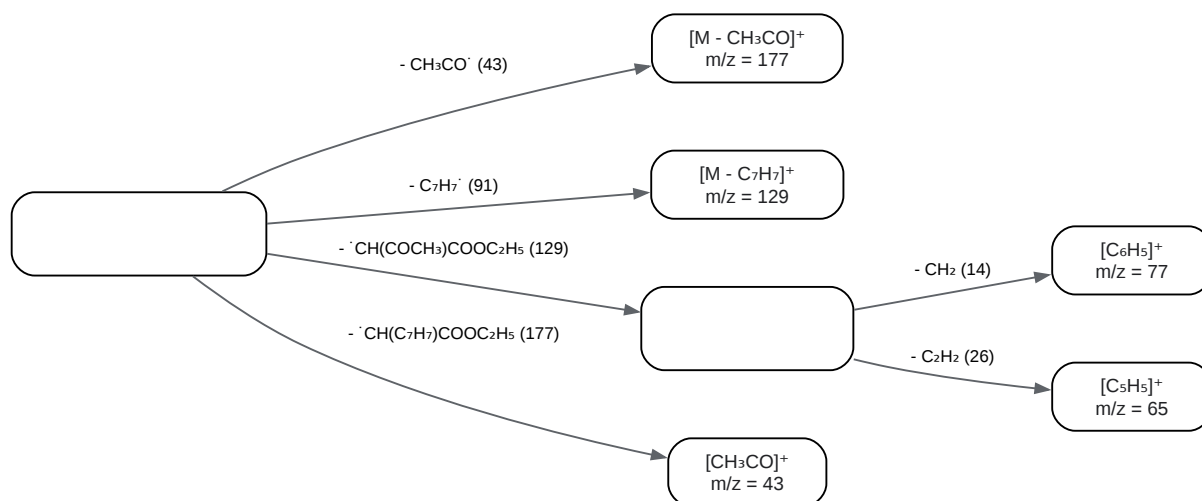 [M - CH₃CO]⁺
m/z = 177
- CH₃CO˙ (43)
[M - C₇H₇]⁺
m/z = 129
- C₇H₇˙ (91)
- ˙CH(COCH₃)COOC₂H₅ (129)
[C₆H₅]⁺
m/z = 77
- CH₂ (14)
- ˙CH(C₇H₇)COOC₂H₅ (177)
- C₂H₂ (26)
[C₅H₅]⁺
m/z = 65
[CH₃CO]⁺
m/z = 43